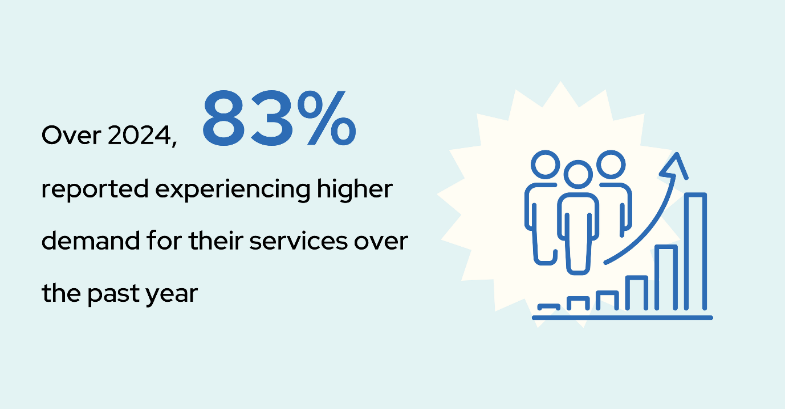 Over 2024, 83%
reported experiencing higher
demand for their services over
the past year